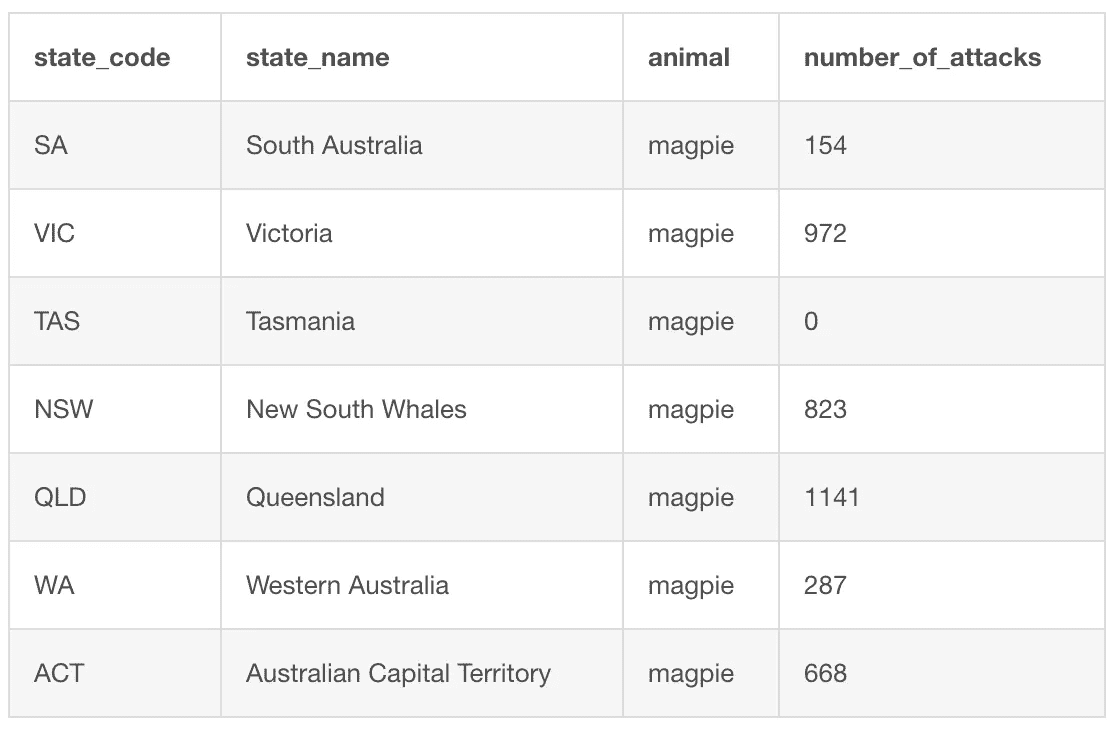 state_code state_name animal number_of_attacks
SA South Australia magpie 154
VIC Victoria magpie 972
TAS Tasmania magpie 0
NSW New South Whales magpie 823
QLD Queensland magpie 1141
WA Western Australia magpie 287
ACT Australian Capital Territory magpie 668